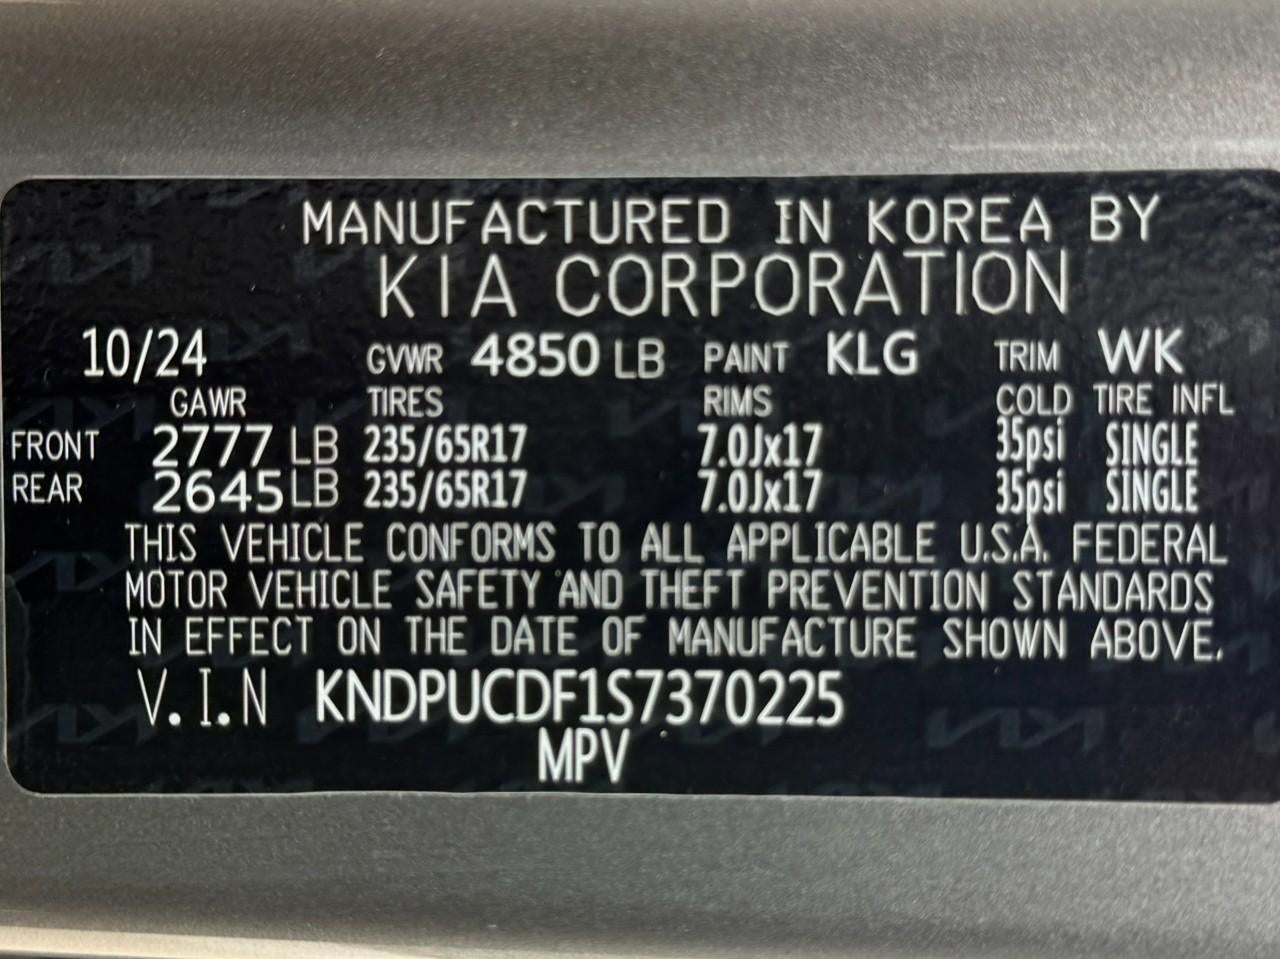 MANUFACTURED IN KOREA BY
KIA CORPORATION
10/24 GVWR 4850 LB PAINT KLG TRIM WK
GAWR TIRES RIMS COLD TIRE INFL
FRONT 2777 LB 235/65R17 7.0Jx17 35psi SINGLE
REAR 2645 LB 235/65R17 7.0Jx17 35psi SINGLE
THIS VEHICLE CONFORMS TO ALL APPLICABLE U.S.A. FEDERAL
MOTOR VEHICLE SAFETY AND THEFT PREVENTION STANDARDS
IN EFFECT ON THE DATE OF MANUFACTURE SHOWN ABOVE.
V.I.N KNDPUCDF1S7370225
MPV